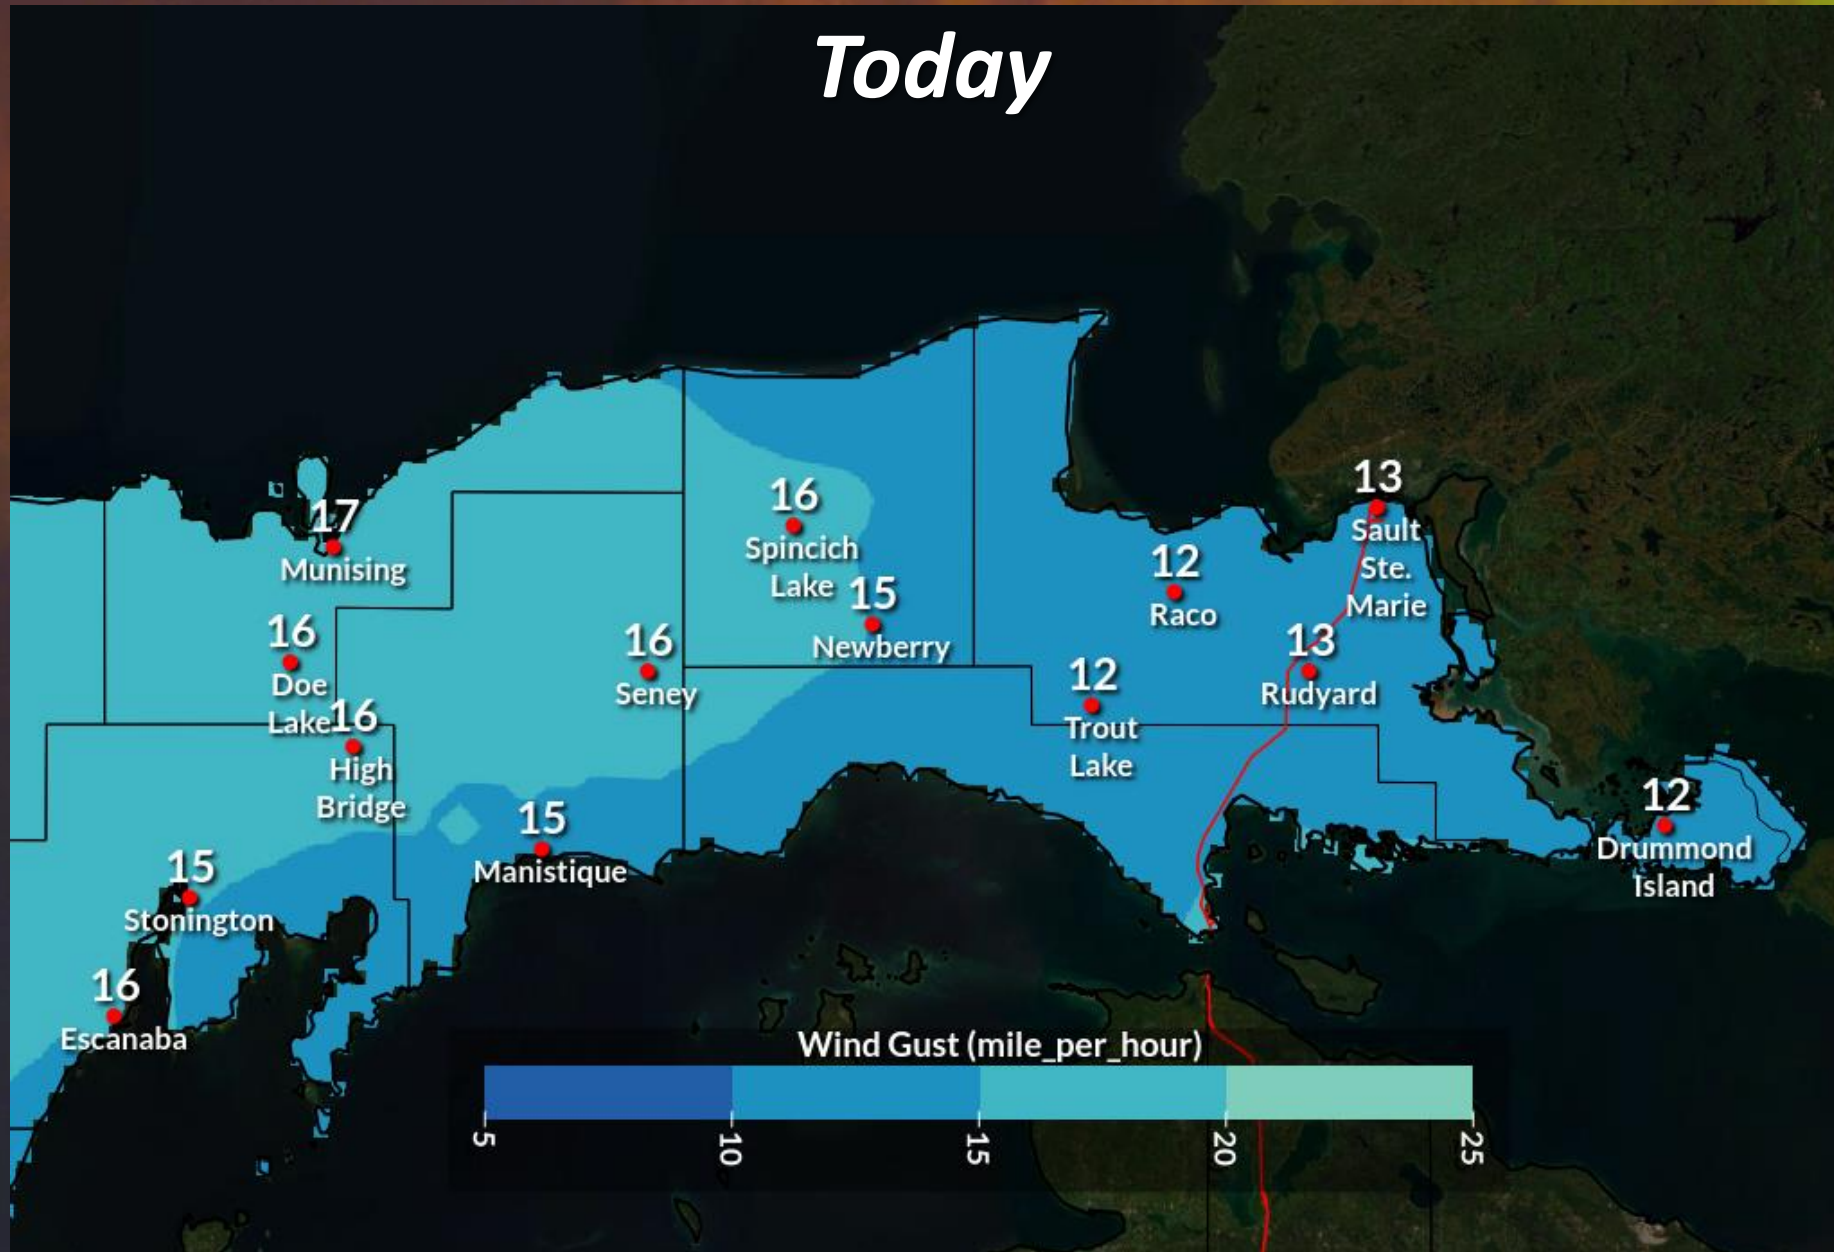 Today
13
Sault
Ste.
Marie
16
Spincich
Lake
17
Munising
12
Raco
15
Newberry
16
Doe
Lake
16
Seney
13
Rudyard
12
Trout
Lake
16
High
Bridge
15
Manistique
12
Drummond
Island
15
Stonington
16
Escanaba
Wind Gust (mile_per_hour)
5
10
15
20
25